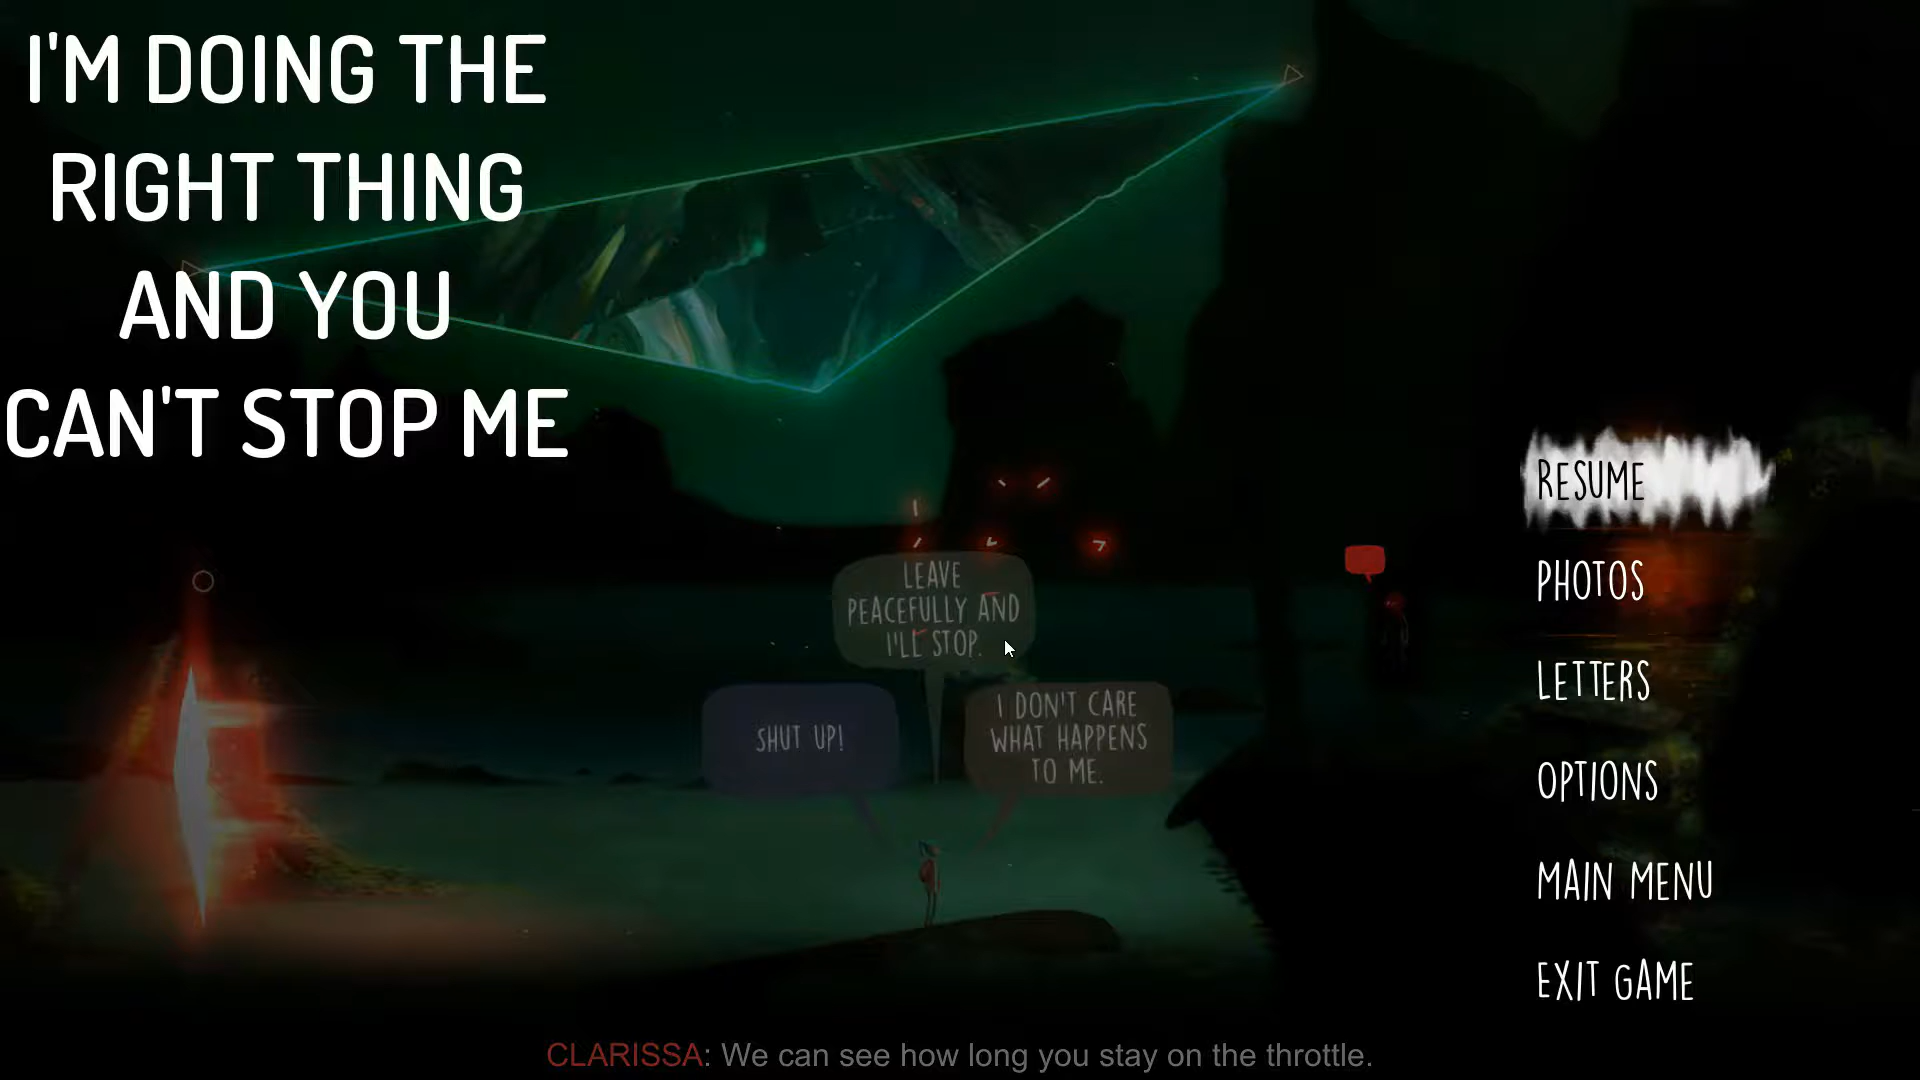 I'M DOING THE
RIGHT THING
AND YOU
CAN'T STOP ME
RESUME
PHOTOS
LETTERS
OPTIONS
MAIN MENU
EXIT GAME
LEAVE
PEACEFULLY AND
I'LL STOP.
SHUT UP!
I DON'T CARE
WHAT HAPPENS
TO ME.
CLARISSA: We can see how long you stay on the throttle.